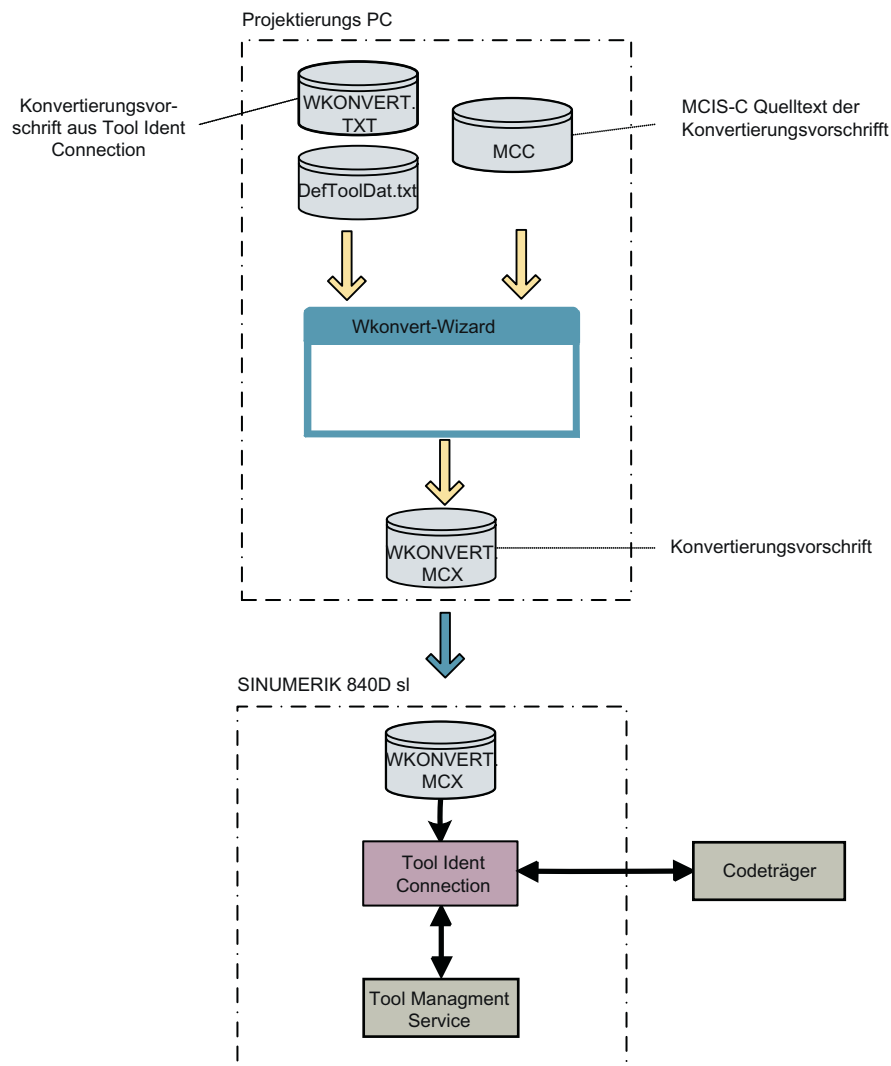 Projektierungs PC
Konvertierungsvor-
schrift aus Tool Ident
Connection
WKONVERT.
TXT
DefToolDat.txt
MCC
MCIS-C Quelltext der
Konvertierungsvorschrifft
Wkonvert-Wizard
WKONVERT.
MCX
Konvertierungsvorschrift
SINUMERIK 840D sl
WKONVERT.
MCX
Tool Ident
Connection
Codeträger
Tool Managment
Service